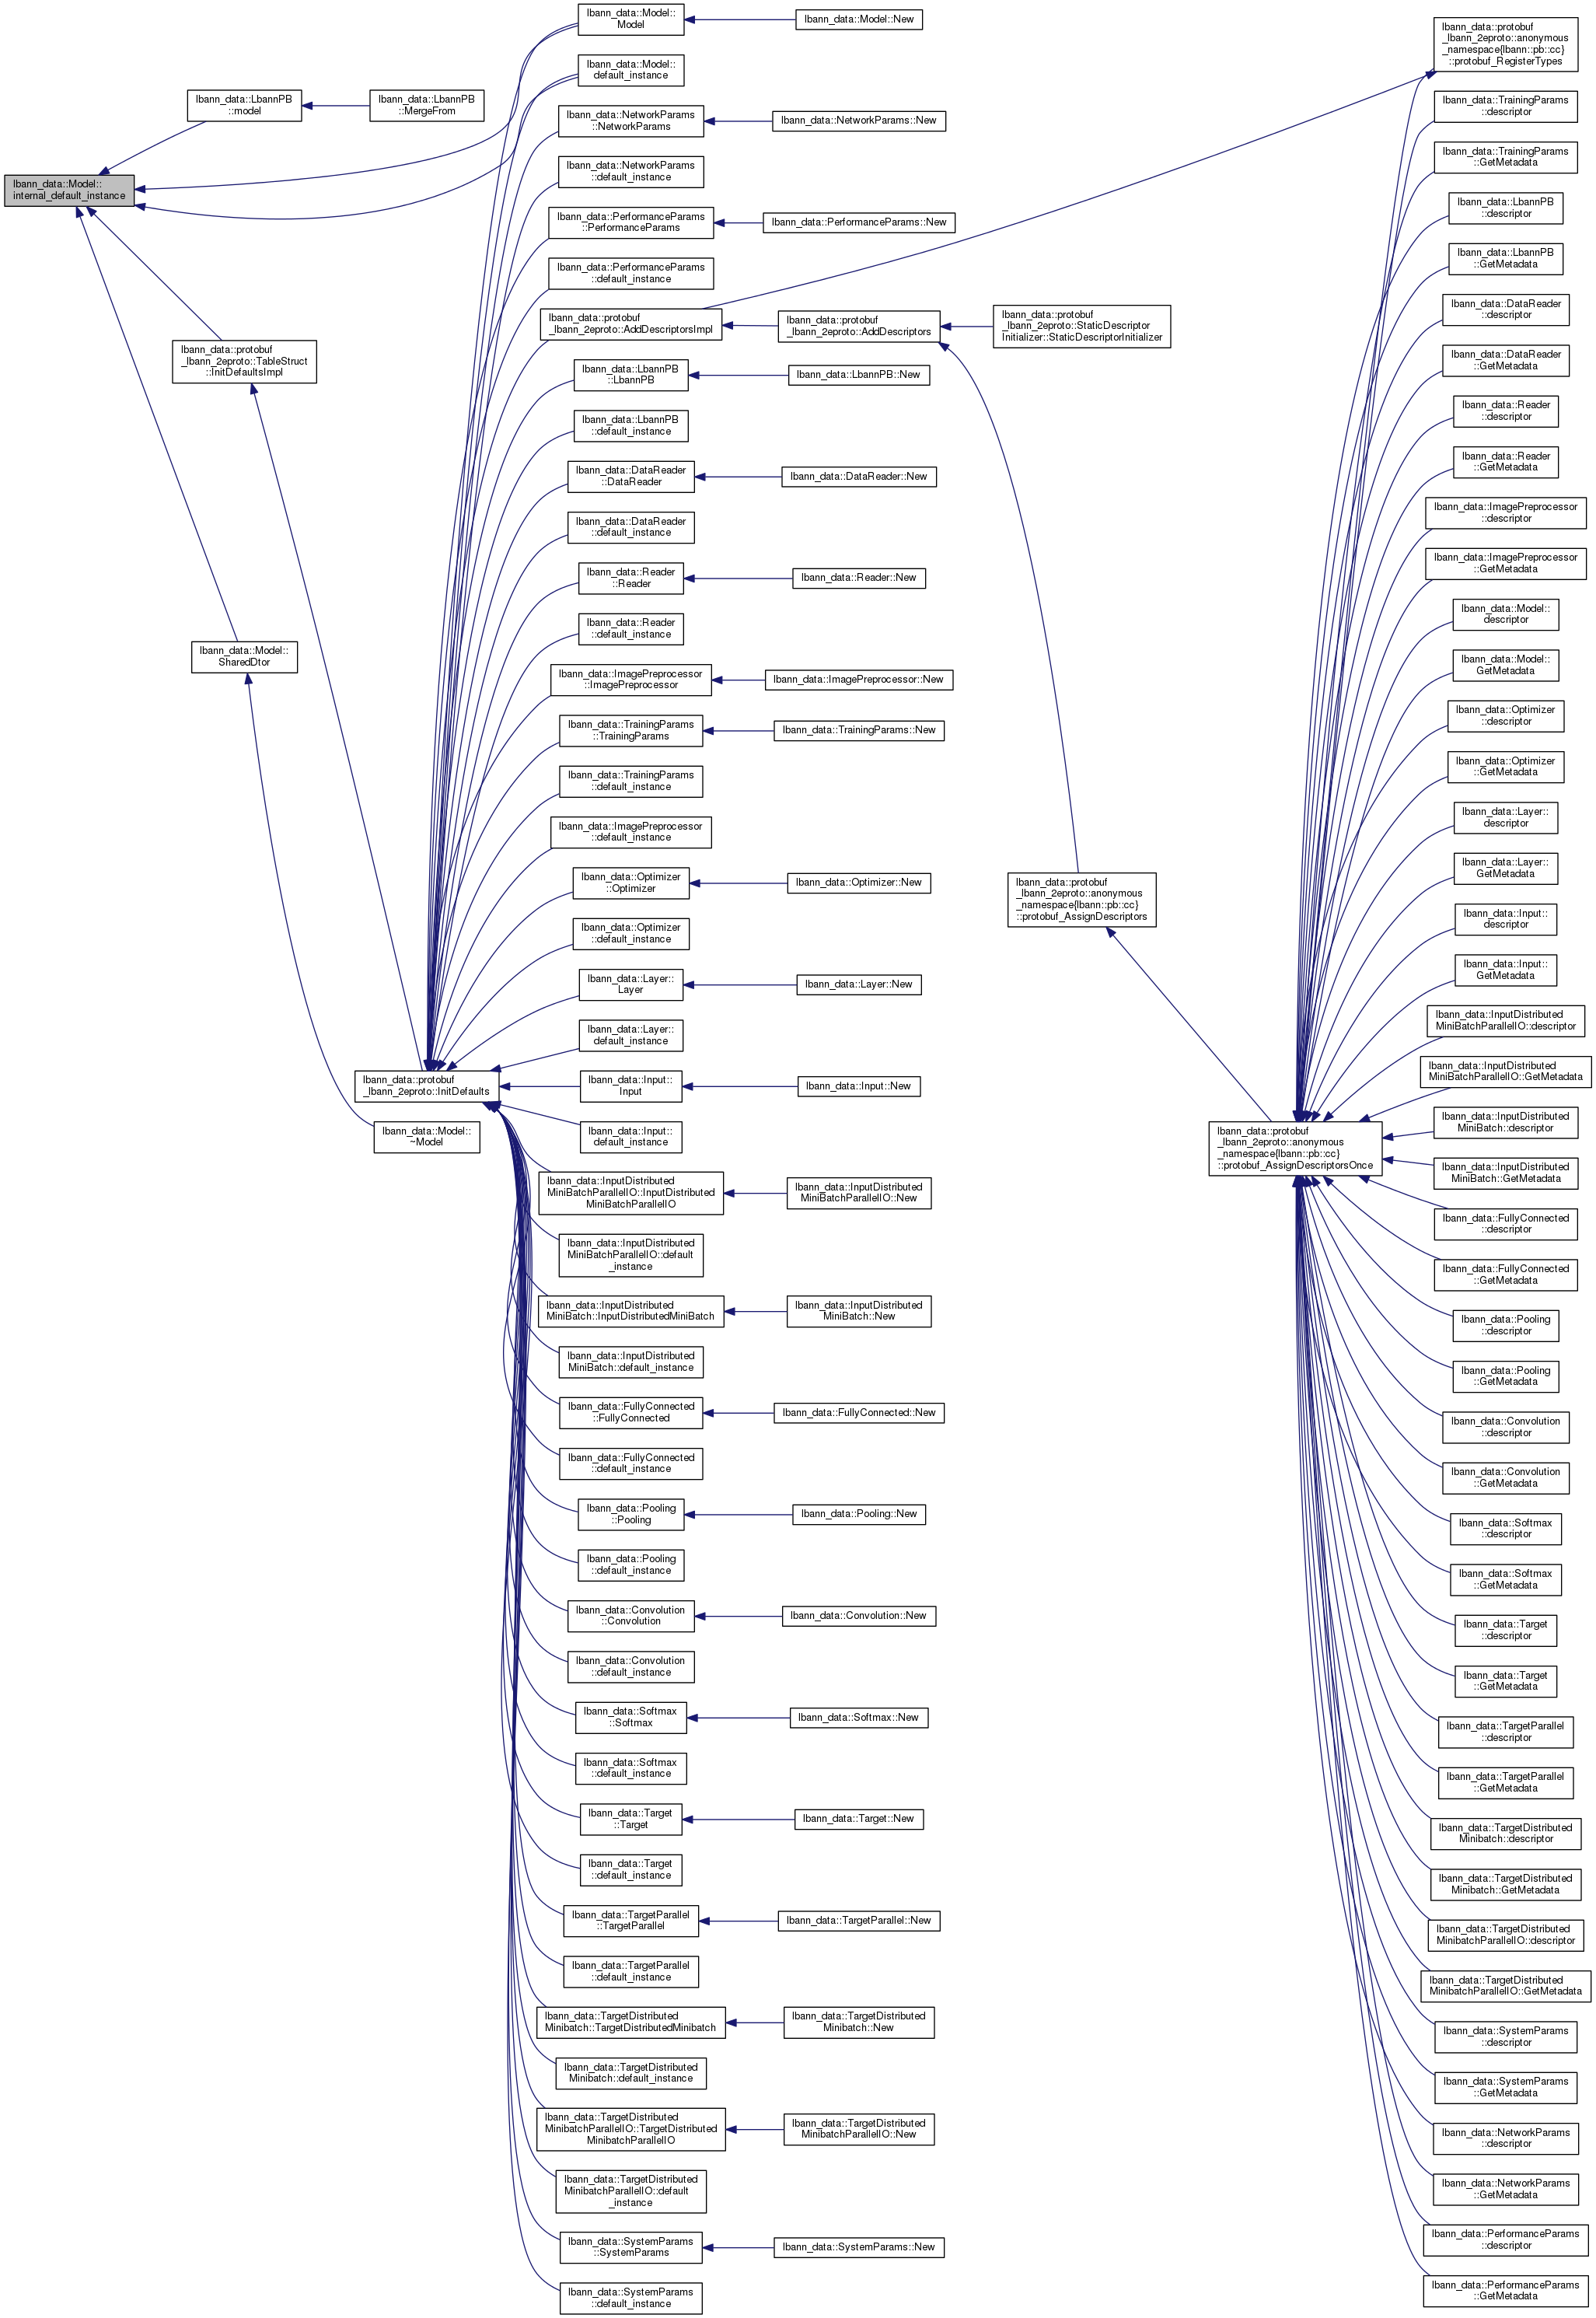 lbann_data::Model::
internal_default_instance
lbann_data::LbannPB
::model
lbann_data::LbannPB
::MergeFrom
lbann_data::protobuf
_lbann_2eproto::TableStruct
::InitDefaultsImpl
lbann_data::Model::
SharedDtor
lbann_data::protobuf
_lbann_2eproto::InitDefaults
lbann_data::Model::
~Model
lbann_data::Model::
Model
lbann_data::Model::New
lbann_data::Model::
default_instance
lbann_data::NetworkParams
::NetworkParams
lbann_data::NetworkParams::New
lbann_data::NetworkParams
::default_instance
lbann_data::PerformanceParams
::PerformanceParams
lbann_data::PerformanceParams::New
lbann_data::PerformanceParams
::default_instance
lbann_data::protobuf
_lbann_2eproto::AddDescriptorsImpl
lbann_data::protobuf
_lbann_2eproto::AddDescriptors
lbann_data::protobuf
_lbann_2eproto::StaticDescriptor
Initializer::StaticDescriptorInitializer
lbann_data::LbannPB
::LbannPB
lbann_data::LbannPB::New
lbann_data::LbannPB
::default_instance
lbann_data::DataReader
::DataReader
lbann_data::DataReader::New
lbann_data::DataReader
::default_instance
lbann_data::Reader
::Reader
lbann_data::Reader::New
lbann_data::Reader
::default_instance
lbann_data::ImagePreprocessor
::ImagePreprocessor
lbann_data::ImagePreprocessor::New
lbann_data::TrainingParams
::TrainingParams
lbann_data::TrainingParams::New
lbann_data::TrainingParams
::default_instance
lbann_data::ImagePreprocessor
::default_instance
lbann_data::Optimizer
::Optimizer
lbann_data::Optimizer::New
lbann_data::Optimizer
::default_instance
lbann_data::Layer::
Layer
lbann_data::Layer::New
lbann_data::Layer::
default_instance
lbann_data::Input::
Input
lbann_data::Input::New
lbann_data::Input::
default_instance
lbann_data::InputDistributed
MiniBatchParallelIO::InputDistributed
MiniBatchParallelIO
lbann_data::InputDistributed
MiniBatchParallelIO::New
lbann_data::InputDistributed
MiniBatchParallelIO::default
_instance
lbann_data::InputDistributed
MiniBatch::InputDistributedMiniBatch
lbann_data::InputDistributed
MiniBatch::New
lbann_data::InputDistributed
MiniBatch::default_instance
lbann_data::FullyConnected
::FullyConnected
lbann_data::FullyConnected::New
lbann_data::FullyConnected
::default_instance
lbann_data::Pooling
::Pooling
lbann_data::Pooling::New
lbann_data::Pooling
::default_instance
lbann_data::Convolution
::Convolution
lbann_data::Convolution::New
lbann_data::Convolution
::default_instance
lbann_data::Softmax
::Softmax
lbann_data::Softmax::New
lbann_data::Softmax
::default_instance
lbann_data::Target
::Target
lbann_data::Target::New
lbann_data::Target
::default_instance
lbann_data::TargetParallel
::TargetParallel
lbann_data::TargetParallel::New
lbann_data::TargetParallel
::default_instance
lbann_data::TargetDistributed
Minibatch::TargetDistributedMinibatch
lbann_data::TargetDistributed
Minibatch::New
lbann_data::TargetDistributed
Minibatch::default_instance
lbann_data::TargetDistributed
MinibatchParallelIO::TargetDistributed
MinibatchParallelIO
lbann_data::TargetDistributed
MinibatchParallelIO::New
lbann_data::TargetDistributed
MinibatchParallelIO::default
_instance
lbann_data::SystemParams
::SystemParams
lbann_data::SystemParams::New
lbann_data::SystemParams
::default_instance
lbann_data::protobuf
_lbann_2eproto::anonymous
_namespace{lbann::pb::cc}
::protobuf_AssignDescriptors
lbann_data::protobuf
_lbann_2eproto::anonymous
_namespace{lbann::pb::cc}
::protobuf_AssignDescriptorsOnce
lbann_data::protobuf
_lbann_2eproto::anonymous
_namespace{lbann::pb::cc}
::protobuf_RegisterTypes
lbann_data::TrainingParams
::descriptor
lbann_data::TrainingParams
::GetMetadata
lbann_data::LbannPB
::descriptor
lbann_data::LbannPB
::GetMetadata
lbann_data::DataReader
::descriptor
lbann_data::DataReader
::GetMetadata
lbann_data::Reader
::descriptor
lbann_data::Reader
::GetMetadata
lbann_data::ImagePreprocessor
::descriptor
lbann_data::ImagePreprocessor
::GetMetadata
lbann_data::Model::
descriptor
lbann_data::Model::
GetMetadata
lbann_data::Optimizer
::descriptor
lbann_data::Optimizer
::GetMetadata
lbann_data::Layer::
descriptor
lbann_data::Layer::
GetMetadata
lbann_data::Input::
descriptor
lbann_data::Input::
GetMetadata
lbann_data::InputDistributed
MiniBatchParallelIO::descriptor
lbann_data::InputDistributed
MiniBatchParallelIO::GetMetadata
lbann_data::InputDistributed
MiniBatch::descriptor
lbann_data::InputDistributed
MiniBatch::GetMetadata
lbann_data::FullyConnected
::descriptor
lbann_data::FullyConnected
::GetMetadata
lbann_data::Pooling
::descriptor
lbann_data::Pooling
::GetMetadata
lbann_data::Convolution
::descriptor
lbann_data::Convolution
::GetMetadata
lbann_data::Softmax
::descriptor
lbann_data::Softmax
::GetMetadata
lbann_data::Target
::descriptor
lbann_data::Target
::GetMetadata
lbann_data::TargetParallel
::descriptor
lbann_data::TargetParallel
::GetMetadata
lbann_data::TargetDistributed
Minibatch::descriptor
lbann_data::TargetDistributed
Minibatch::GetMetadata
lbann_data::TargetDistributed
MinibatchParallelIO::descriptor
lbann_data::TargetDistributed
MinibatchParallelIO::GetMetadata
lbann_data::SystemParams
::descriptor
lbann_data::SystemParams
::GetMetadata
lbann_data::NetworkParams
::descriptor
lbann_data::NetworkParams
::GetMetadata
lbann_data::PerformanceParams
::descriptor
lbann_data::PerformanceParams
::GetMetadata